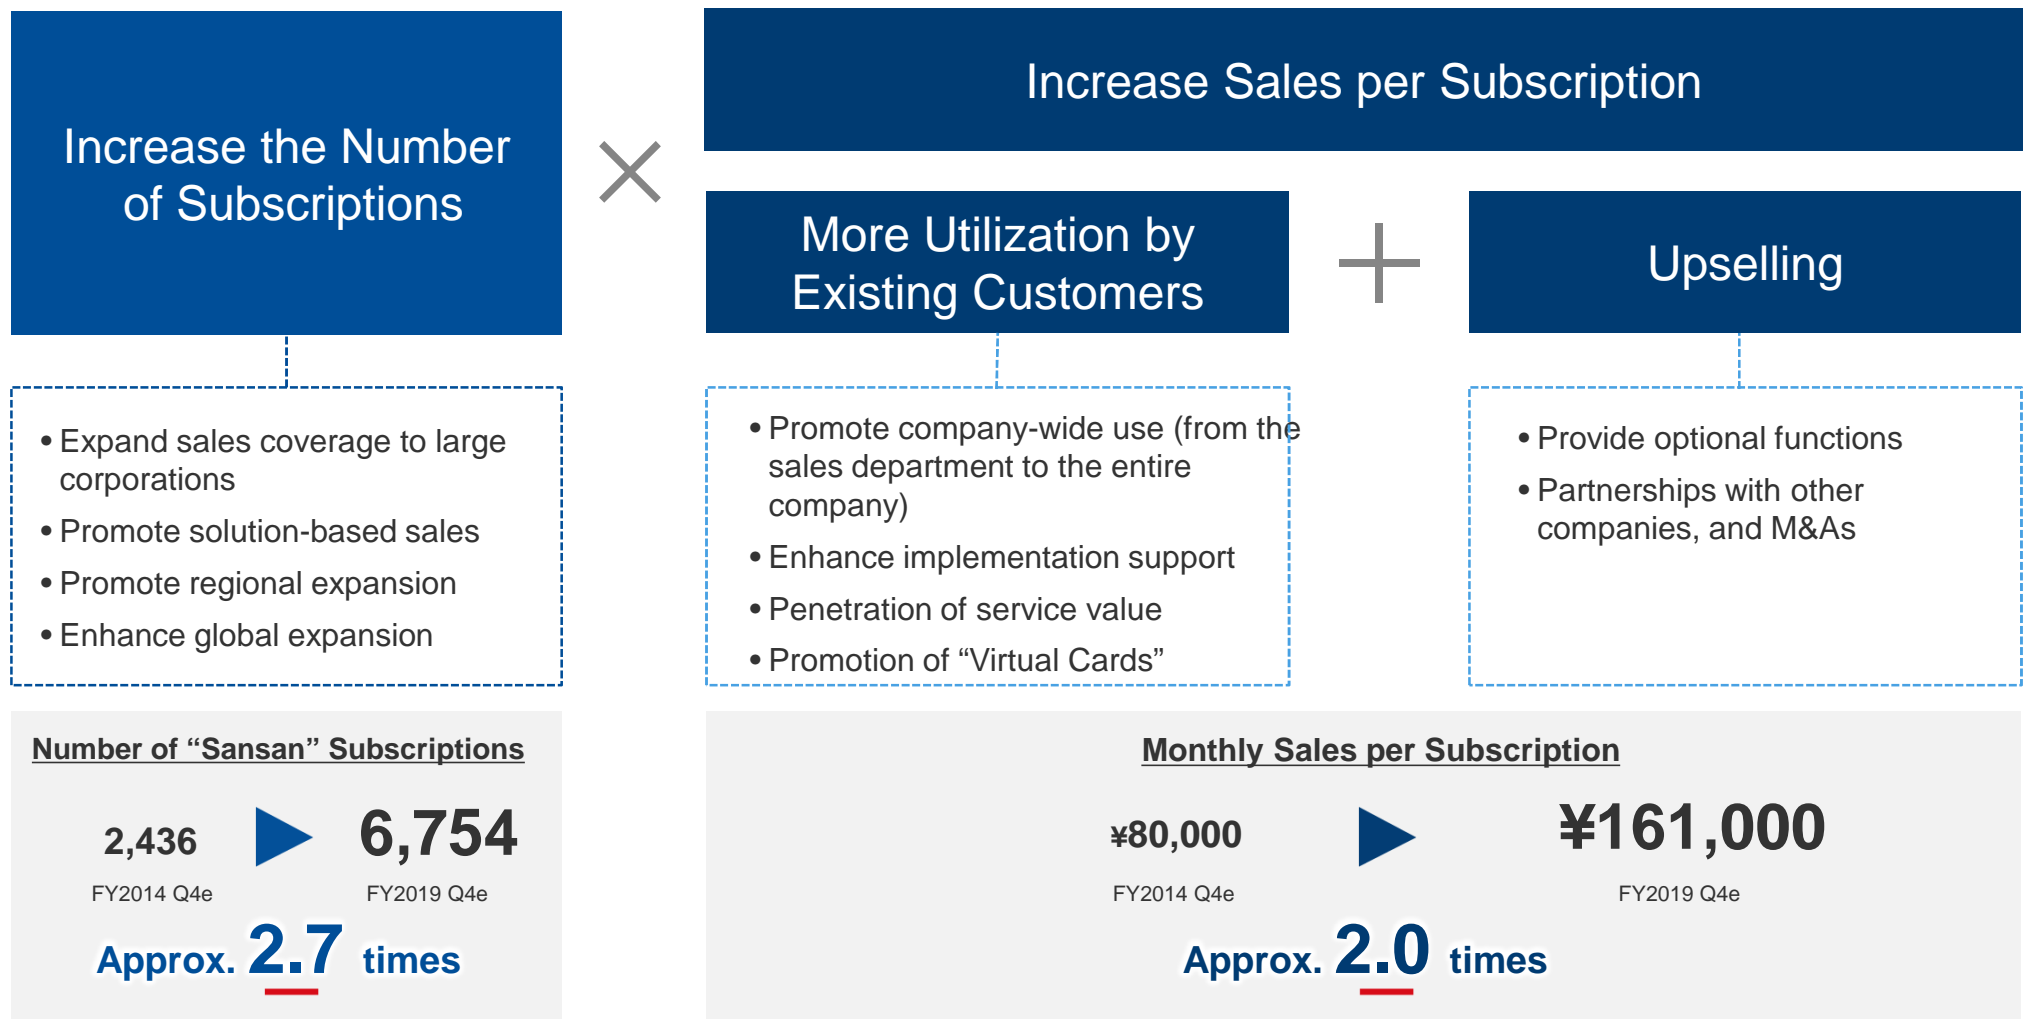 Increase the Number
of Subscriptions
Increase Sales per Subscription
More Utilization by
Existing Customers
Upselling
• Expand sales coverage to large
corporations
• Promote solution-based sales
• Promote regional expansion
• Enhance global expansion
• Promote company-wide use (from the
sales department to the entire
company)
• Enhance implementation support
• Penetration of service value
• Promotion of “Virtual Cards”
• Provide optional functions
• Partnerships with other
companies, and M&As
Number of “Sansan” Subscriptions
2,436
6,754
FY2014 Q4e
FY2019 Q4e
Approx. 2.7 times
Monthly Sales per Subscription
¥80,000
¥161,000
FY2014 Q4e
FY2019 Q4e
Approx. 2.0 times